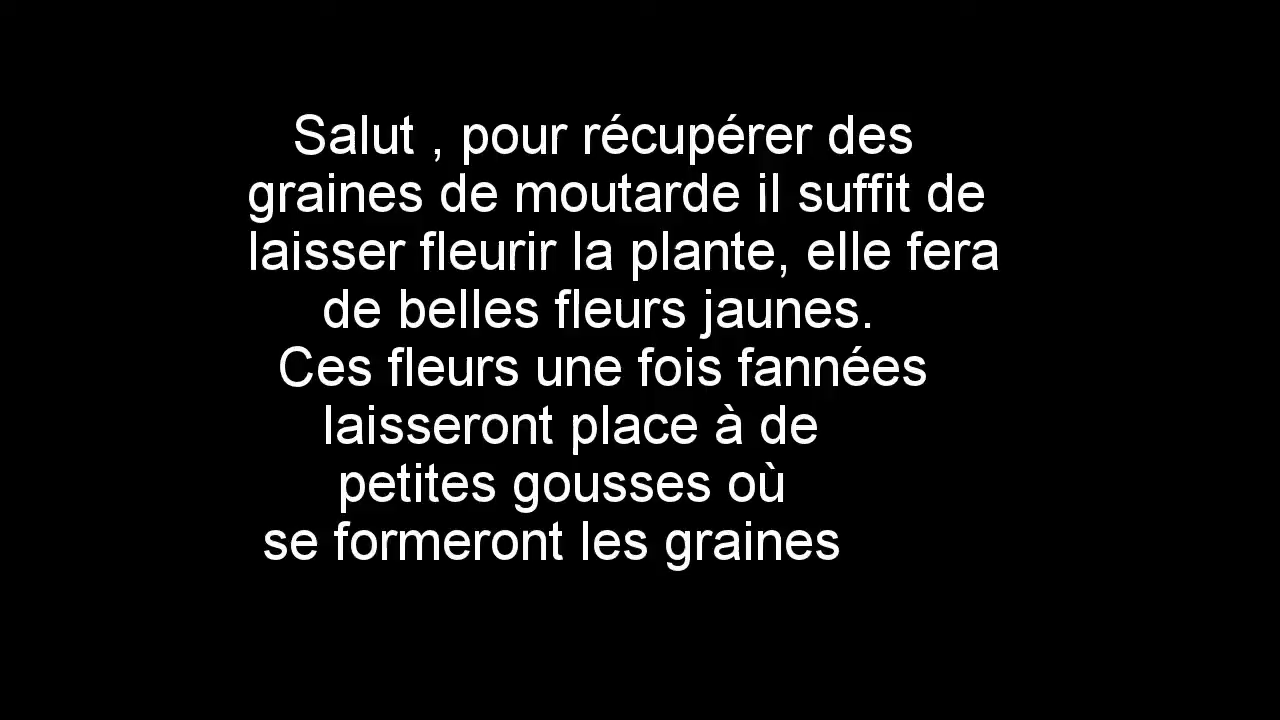 Salut , pour récupérer des
graines de moutarde il suffit de
laisser fleurir la plante, elle fera
de belles fleurs jaunes.
Ces fleurs une fois fannées
laisseront place à de
petites gousses où
se formeront les graines